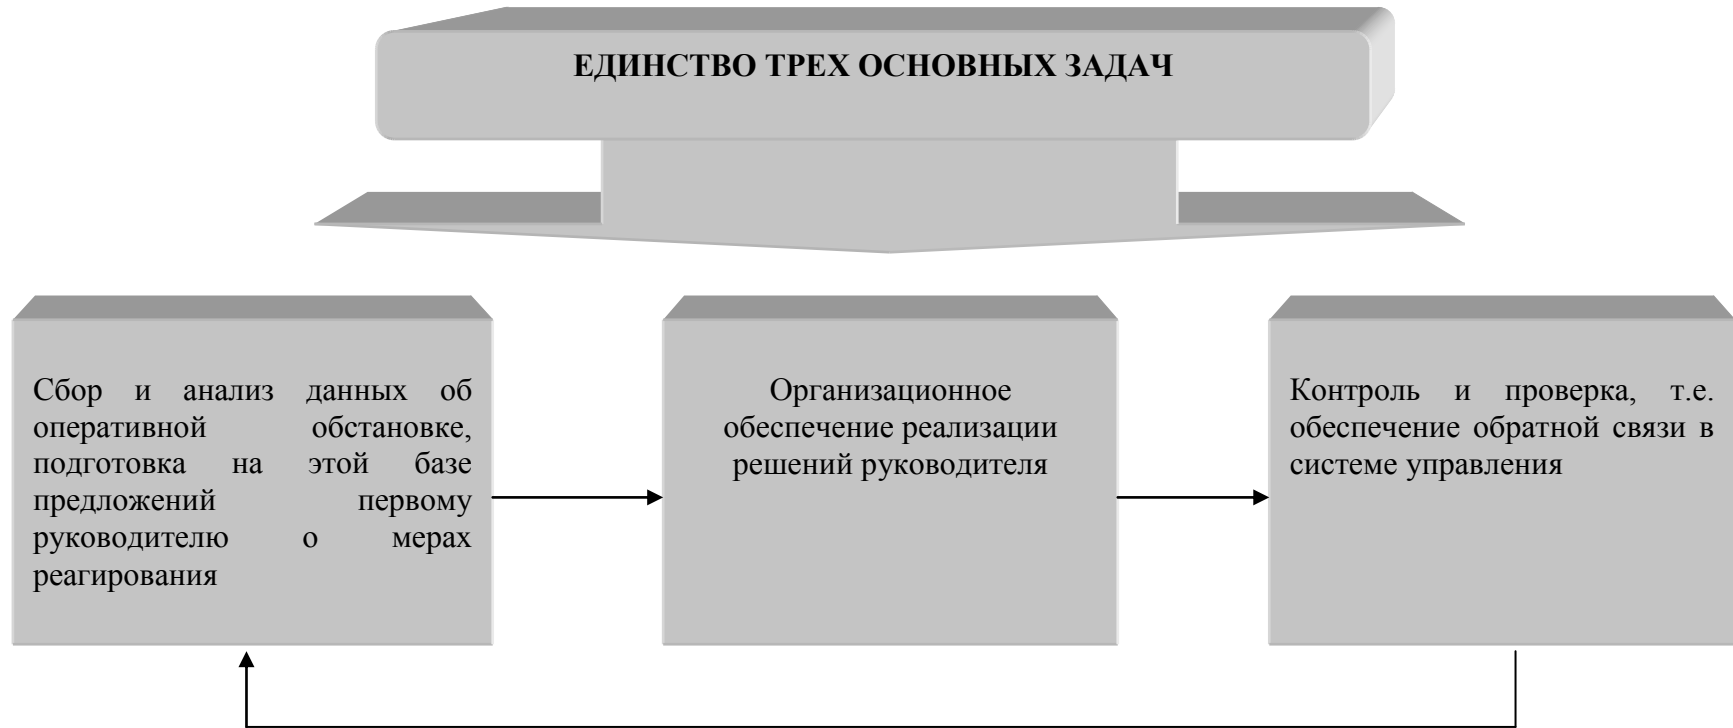 ЕДИНСТВО ТРЕХ ОСНОВНЫХ ЗАДАЧ
Сбор и анализ данных об
оперативной обстановке,
подготовка на этой базе
предложений первому
руководителю о мерах
реагирования
Организационное
обеспечение реализации
решений руководителя
Контроль и проверка, т.е.
обеспечение обратной связи в
системе управления